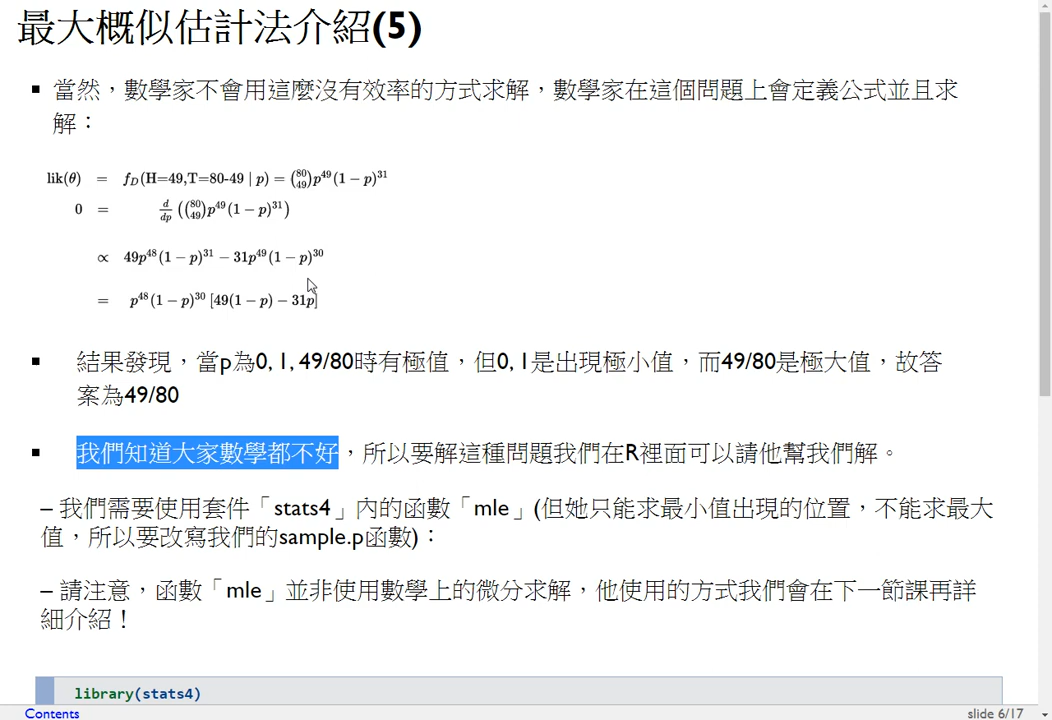 最大概似估計法介紹(5)
▪ 當然，數學家不會用這麼沒有效率的方式求解，數學家在這個問題上會定義公式並且求
解：
lik(θ) = f_D(H=49,T=80-49 | p) = \binom{80}{49}p^{49}(1 − p)^{31}
0 = \frac{d}{dp} (\binom{80}{49}p^{49}(1 − p)^{31})
∝ 49p^{48}(1 − p)^{31} − 31p^{49}(1 − p)^{30}
= p^{48}(1 − p)^{30} [49(1 − p) − 31p]
▪ 結果發現，當p為0, 1, 49/80時有極值，但0, 1是出現極小值，而49/80是極大值，故答
案為49/80
▪ 我們知道大家數學都不好，所以要解這種問題我們在R裡面可以請他幫我們解。
– 我們需要使用套件「stats4」內的函數「mle」(但她只能求最小值出現的位置，不能求最大
值，所以要改寫我們的sample.p函數)：
– 請注意，函數「mle」並非使用數學上的微分求解，他使用的方式我們會在下一節課再詳
細介紹！
library(stats4)
Contents
slide 6/17